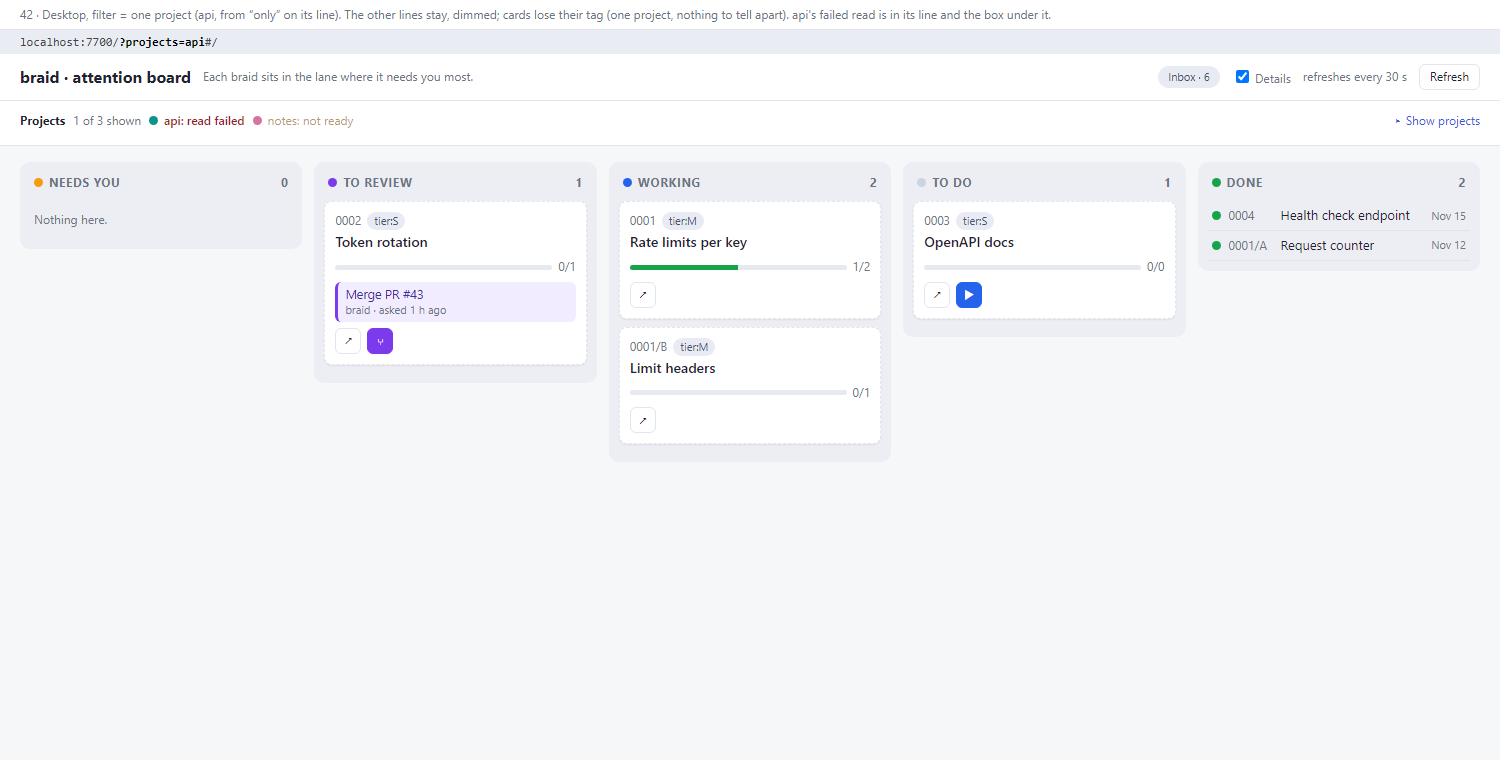 42 · Desktop, filter = one project (api, from “only” on its line). The other lines stay, dimmed; cards lose their tag (one project, nothing to tell apart). api's failed read is in its line and the box under it.
localhost:7700/?projects=api#/
braid · attention board Each braid sits in the lane where it needs you most. Inbox · 6 Details refreshes every 30 s Refresh
Projects 1 of 3 shown api: read failed notes: not ready ▸ Show projects
NEEDS YOU 0
Nothing here.
TO REVIEW 1
0002 tier:S
Token rotation
0/1
Merge PR #43
braid · asked 1 h ago
WORKING 2
0001 tier:M
Rate limits per key
1/2
0001/B tier:M
Limit headers
0/1
TO DO 1
0003 tier:S
OpenAPI docs
0/0
DONE 2
0004 Health check endpoint Nov 15
0001/A Request counter Nov 12